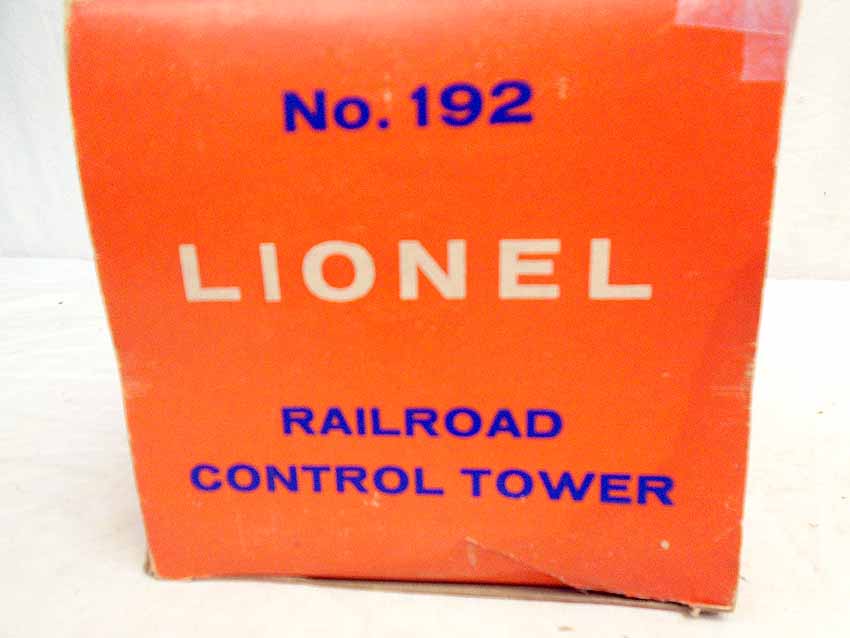 No. 192
LIONEL
RAILROAD
CONTROL TOWER